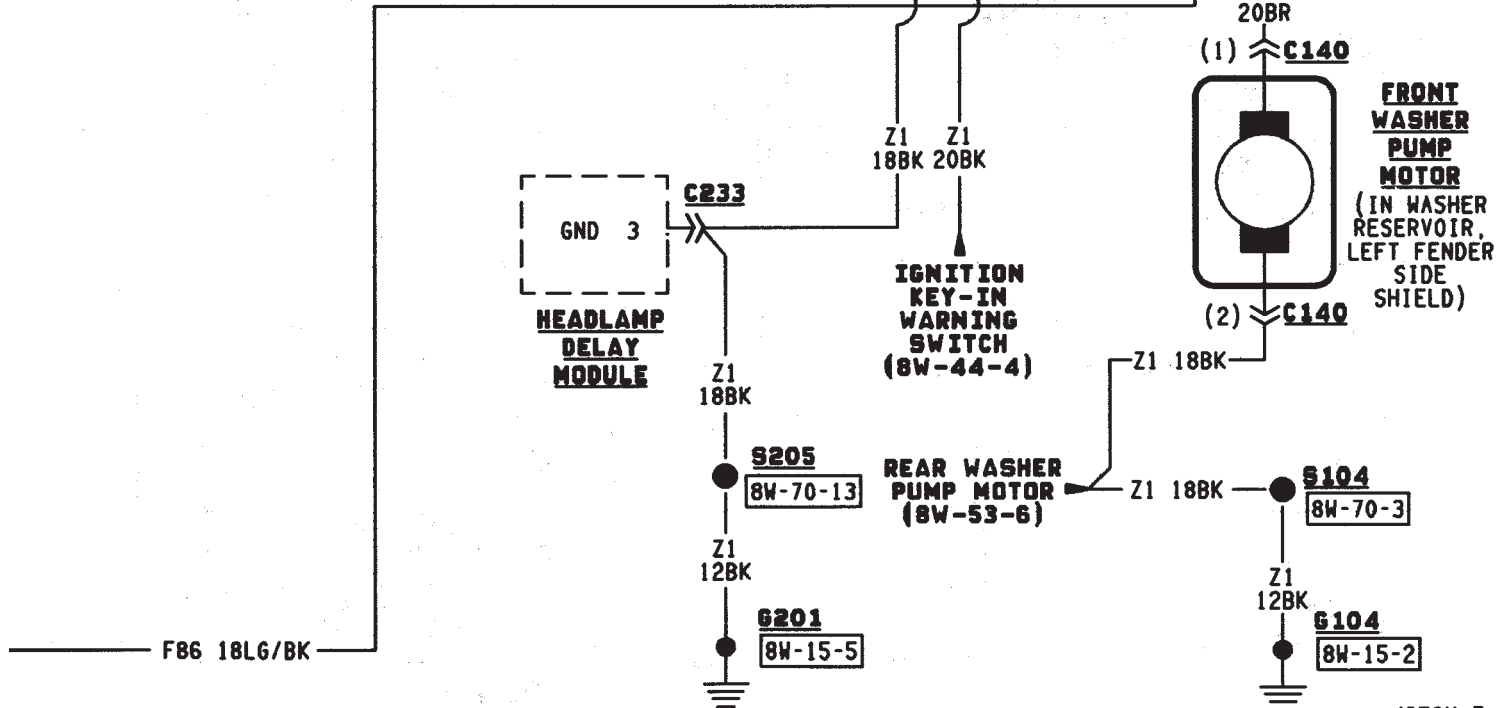 20BR
(1) C140
FRONT
WASHER
PUMP
MOTOR
(IN WASHER
RESERVOIR,
LEFT FENDER
SIDE
SHIELD)
Z1
18BK
Z1
20BK
C233
GND 3
HEADLAMP
DELAY
MODULE
IGNITION
KEY-IN
WARNING
SWITCH
(8W-44-4)
(2) C140
Z1 18BK
Z1
18BK
S205
8W-70-13
REAR WASHER
PUMP MOTOR
(8W-53-6)
Z1 18BK
S104
8W-70-3
Z1
12BK
Z1
12BK
G201
8W-15-5
G104
8W-15-2
F86 18LG/BK